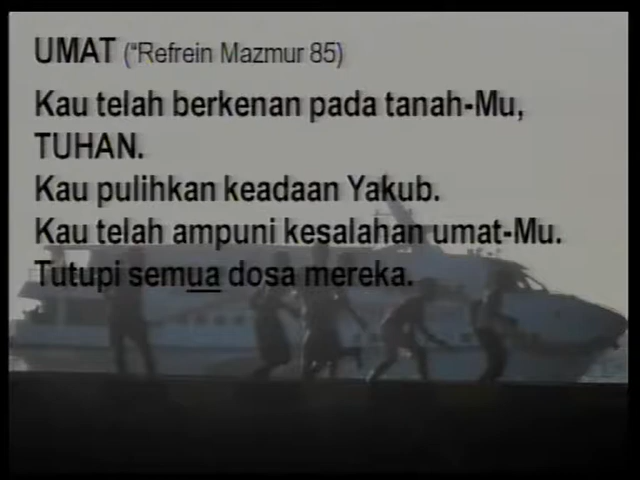 UMAT ("Refrein Mazmur 85)
Kau telah berkenan pada tanah-Mu,
TUHAN.
Kau pulihkan keadaan Yakub.
Kau telah ampuni kesalahan umat-Mu.
Tutupi semua dosa mereka.